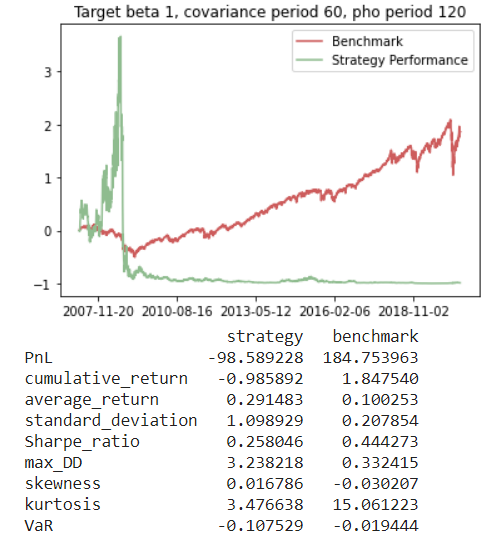 Target beta 1, covariance period 60, pho period 120
Benchmark
Strategy Performance
3
2
1
0
−1
2007-11-20 2010-08-16 2013-05-12 2016-02-06 2018-11-02
strategy benchmark
PnL -98.589228 184.753963
cumulative_return -0.985892 1.847540
average_return 0.291483 0.100253
standard_deviation 1.098929 0.207854
Sharpe_ratio 0.258046 0.444273
max_DD 3.238218 0.332415
skewness 0.016786 -0.030207
kurtosis 3.476638 15.061223
VaR -0.107529 -0.019444